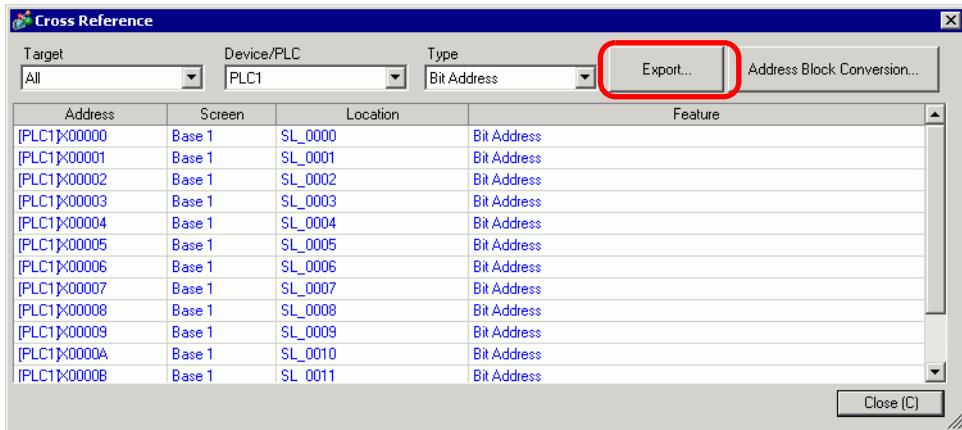 Cross Reference
Target Device/PLC Type
All PLC1 Bit Address Export... Address Block Conversion...
Address Screen Location Feature
[PLC1]X00000 Base 1 SL_0000 Bit Address
[PLC1]X00001 Base 1 SL_0001 Bit Address
[PLC1]X00002 Base 1 SL_0002 Bit Address
[PLC1]X00003 Base 1 SL_0003 Bit Address
[PLC1]X00004 Base 1 SL_0004 Bit Address
[PLC1]X00005 Base 1 SL_0005 Bit Address
[PLC1]X00006 Base 1 SL_0006 Bit Address
[PLC1]X00007 Base 1 SL_0007 Bit Address
[PLC1]X00008 Base 1 SL_0008 Bit Address
[PLC1]X00009 Base 1 SL_0009 Bit Address
[PLC1]X0000A Base 1 SL_0010 Bit Address
[PLC1]X0000B Base 1 SL_0011 Bit Address
Close (C)